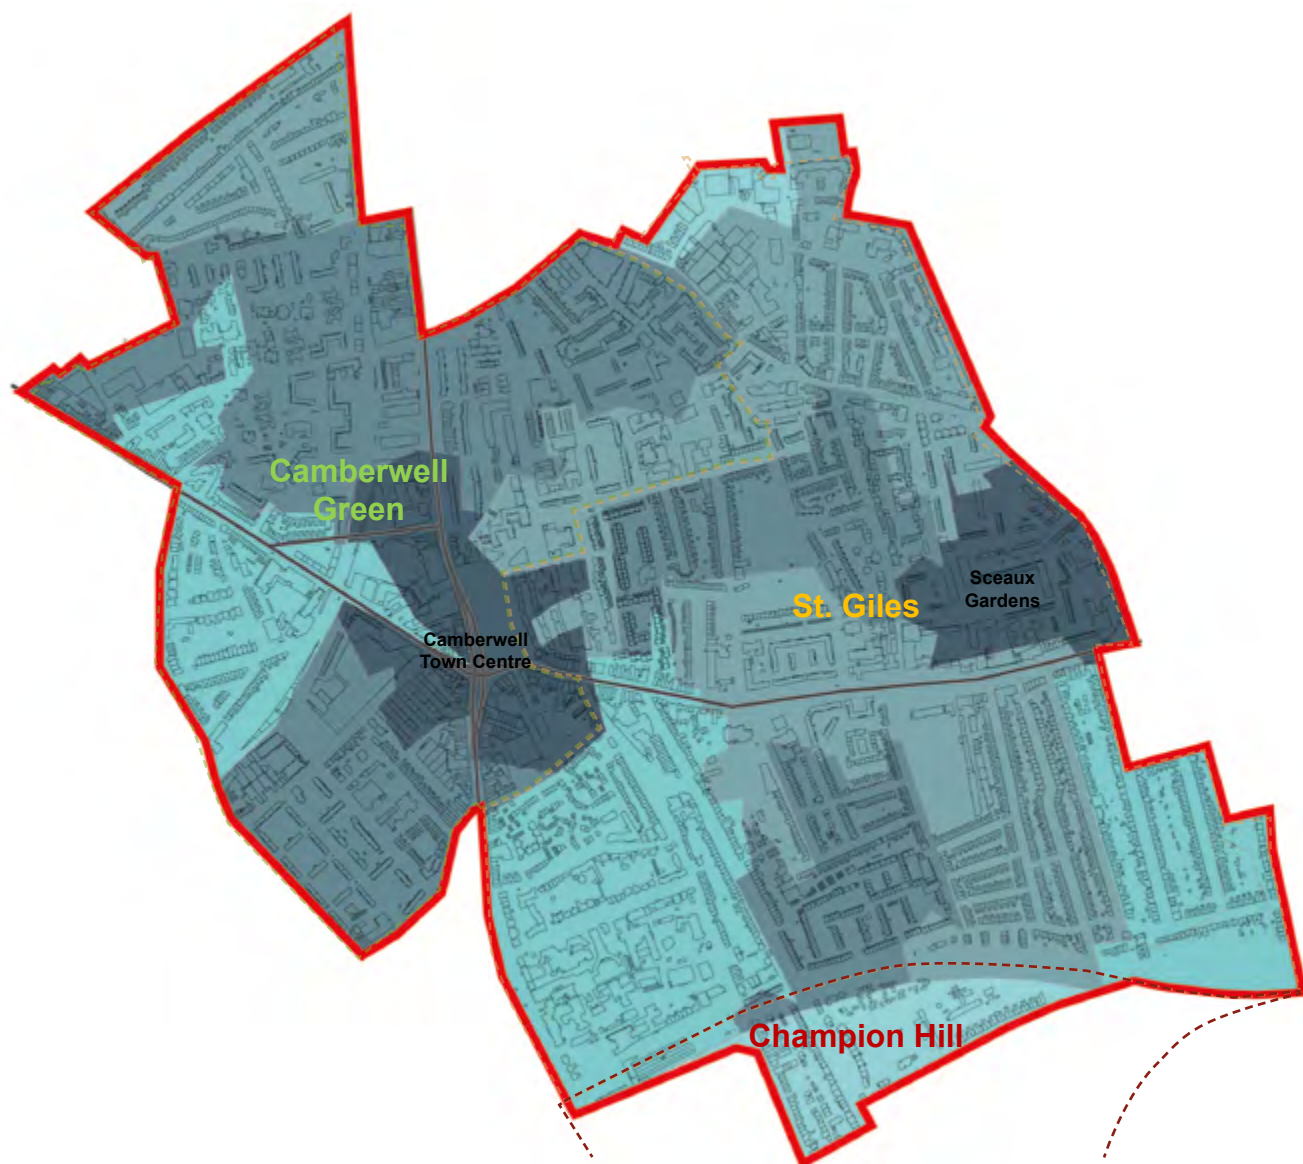 Camberwell
Green
Sceaux
Gardens
St. Giles
Camberwell
Town Centre
Champion Hill